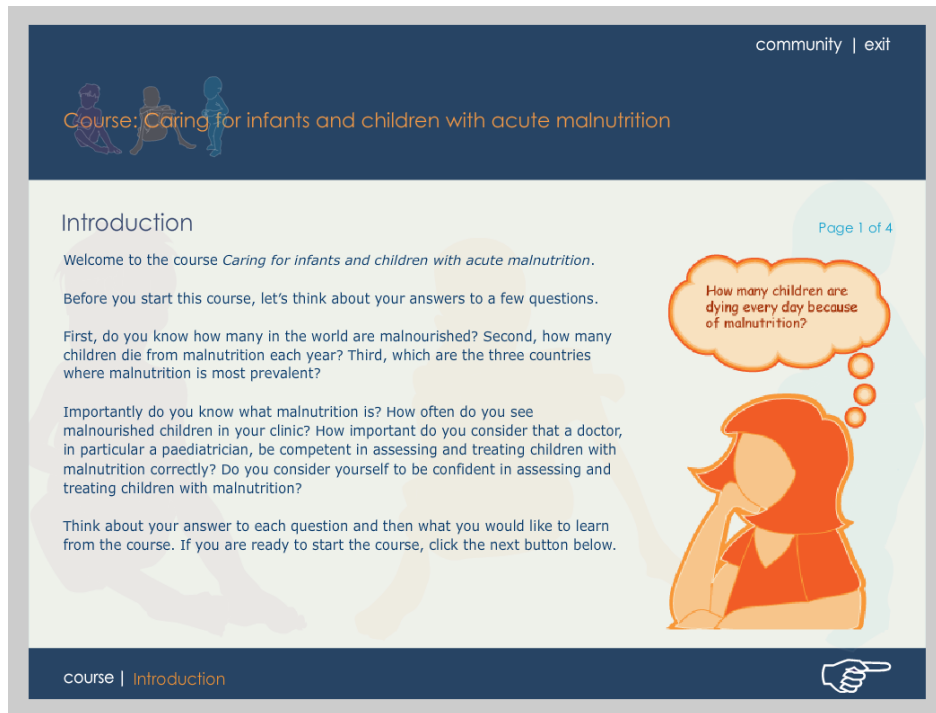 community | exit
Course: Caring for infants and children with acute malnutrition
Introduction
Page 1 of 4
Welcome to the course Caring for infants and children with acute malnutrition.
Before you start this course, let's think about your answers to a few questions.
First, do you know how many in the world are malnourished? Second, how many
children die from malnutrition each year? Third, which are the three countries
where malnutrition is most prevalent?
Importantly do you know what malnutrition is? How often do you see
malnourished children in your clinic? How important do you consider that a doctor,
in particular a paediatrician, be competent in assessing and treating children with
malnutrition correctly? Do you consider yourself to be confident in assessing and
treating children with malnutrition?
Think about your answer to each question and then what you would like to learn
from the course. If you are ready to start the course, click the next button below.
How many children are
dying every day because
of malnutrition?
course | Introduction